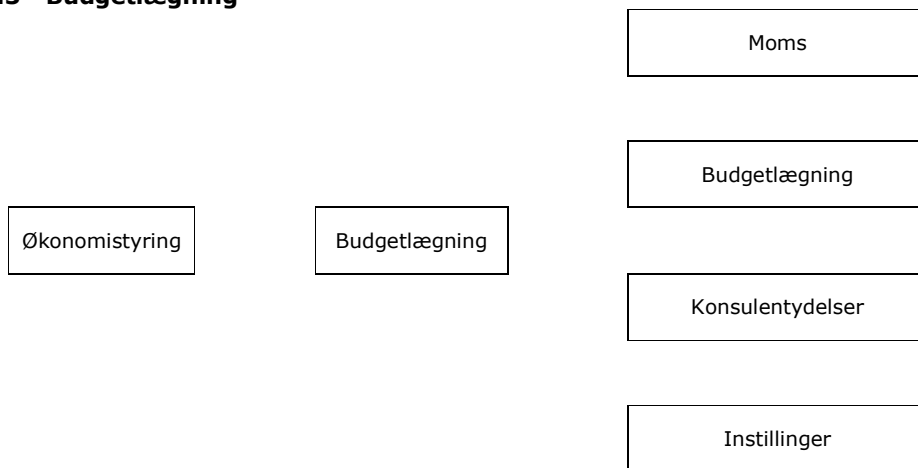 Budgetlægning
Moms
Budgetlægning
Økonomistyring
Budgetlægning
Konsulentydelser
Instillinger